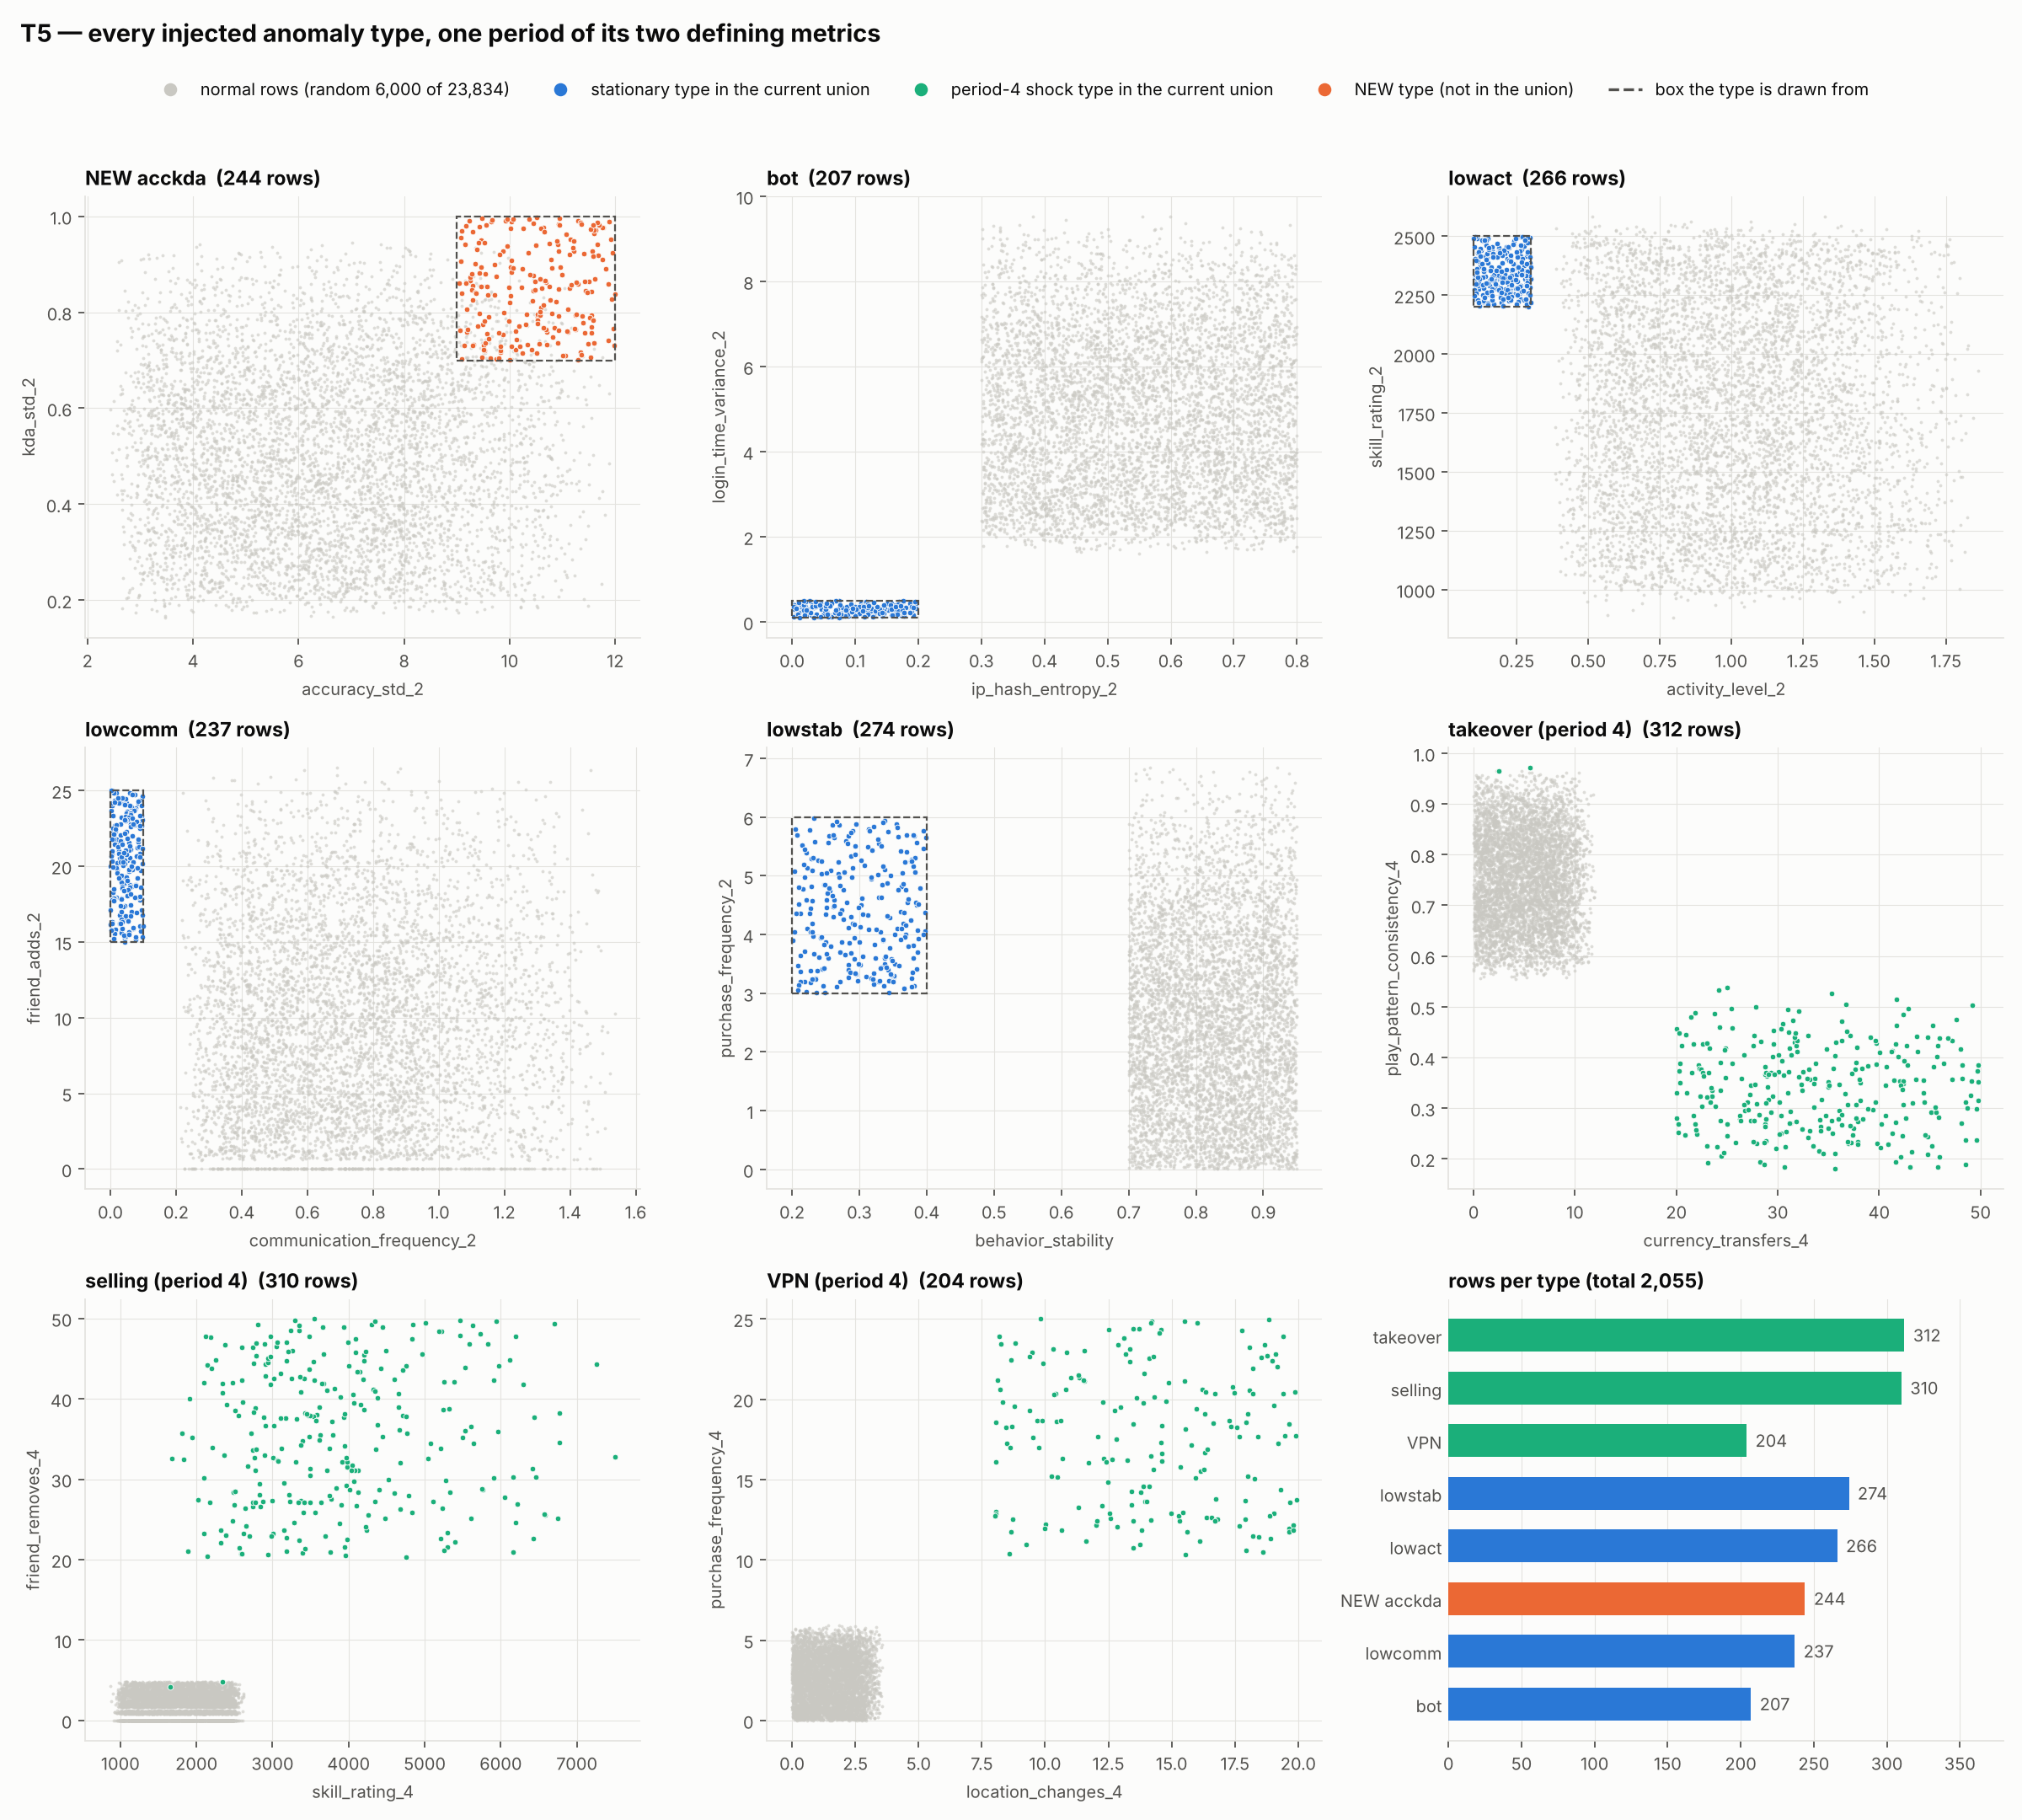 T5 — every injected anomaly type, one period of its two defining metrics
normal rows (random 6,000 of 23,834)
stationary type in the current union
period-4 shock type in the current union
NEW type (not in the union)
box the type is drawn from
NEW acckda (244 rows)
1.0
0.8
0.6
0.4
0.2
kda_std_2
2 4 6 8 10 12
accuracy_std_2
bot (207 rows)
10
8
6
4
2
0
login_time_variance_2
0.0 0.1 0.2 0.3 0.4 0.5 0.6 0.7 0.8
ip_hash_entropy_2
lowact (266 rows)
2500
2250
2000
1750
1500
1250
1000
skill_rating_2
0.25 0.50 0.75 1.00 1.25 1.50 1.75
activity_level_2
lowcomm (237 rows)
25
20
15
10
5
0
friend_adds_2
0.0 0.2 0.4 0.6 0.8 1.0 1.2 1.4 1.6
communication_frequency_2
lowstab (274 rows)
7
6
5
4
3
2
1
0
purchase_frequency_2
0.2 0.3 0.4 0.5 0.6 0.7 0.8 0.9
behavior_stability
takeover (period 4) (312 rows)
1.0
0.9
0.8
0.7
0.6
0.5
0.4
0.3
0.2
play_pattern_consistency_4
0 10 20 30 40 50
currency_transfers_4
selling (period 4) (310 rows)
50
40
30
20
10
0
friend_removes_4
1000 2000 3000 4000 5000 6000 7000
skill_rating_4
VPN (period 4) (204 rows)
25
20
15
10
5
0
purchase_frequency_4
0.0 2.5 5.0 7.5 10.0 12.5 15.0 17.5 20.0
location_changes_4
rows per type (total 2,055)
takeover 312
selling 310
VPN 204
lowstab 274
lowact 266
NEW acckda 244
lowcomm 237
bot 207
0 50 100 150 200 250 300 350